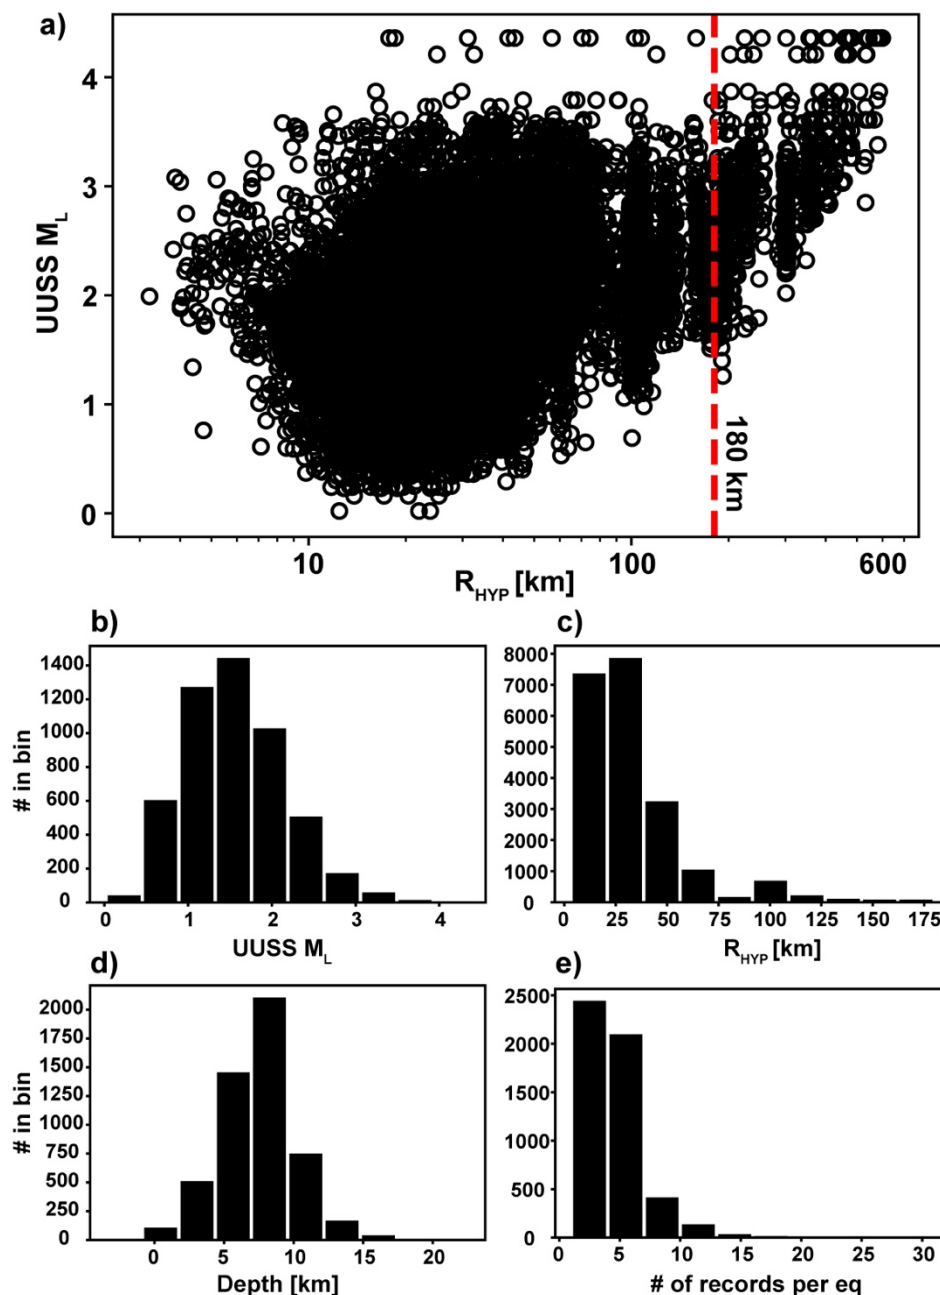 a)
4
3
2
1
0
UUSS M_L
180 km
10 100 600
R_HYP [km]
b)
1400
1200
1000
800
600
400
200
0
# in bin
0 1 2 3 4
UUSS M_L
c)
8000
7000
6000
5000
4000
3000
2000
1000
0
0 25 50 75 100 125 150 175
R_HYP [km]
d)
2000
1750
1500
1250
1000
750
500
250
0
# in bin
0 5 10 15 20
Depth [km]
e)
2500
2000
1500
1000
500
0
0 5 10 15 20 25 30
# of records per eq